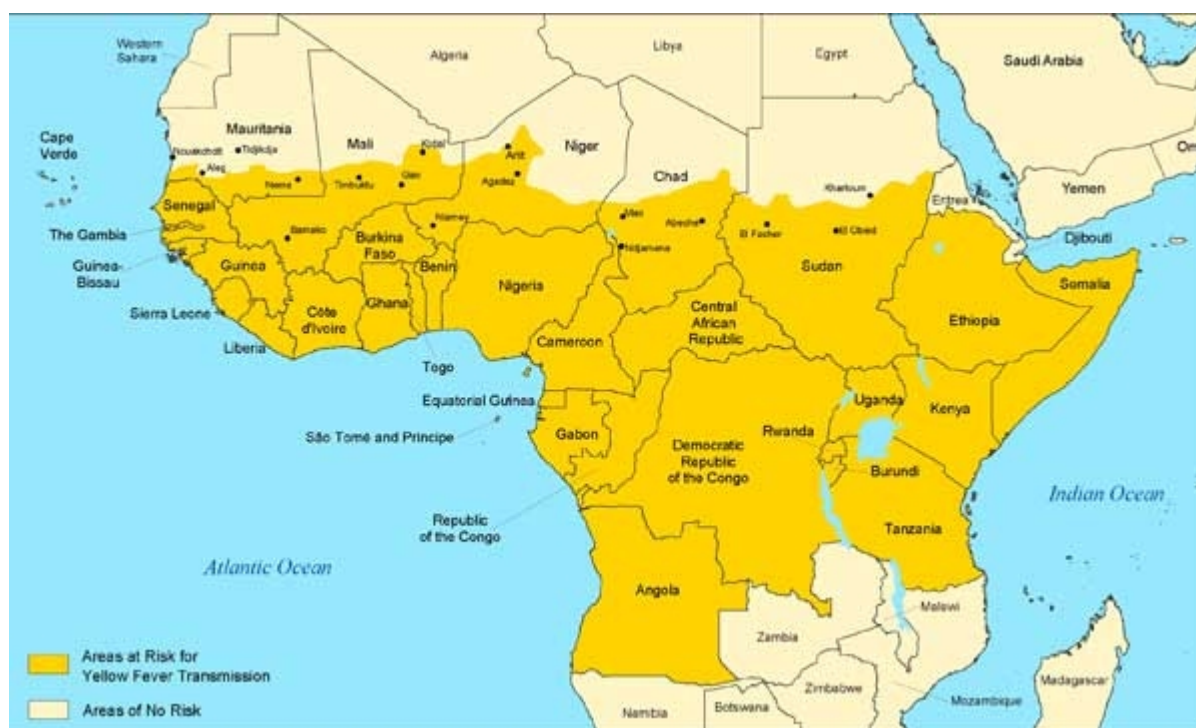 Western
Sahara
Algeria
Libya
Egypt
Saudi Arabia
Cape
Verde
Nouakchott
Tidjikdja
Mauritania
Mali
Kidal
Arlit
Niger
Chad
Khartoum
Eritrea
Yemen
Aleg
Nema
Timbuktu
Gao
Agadez
Mao
Abeche
El Fasher
El Obeid
Djibouti
Senegal
The Gambia
Guinea-
Bissau
Bamako
Niamey
Ndjamena
Burkina
Faso
Benin
Guinea
Nigeria
Sudan
Somalia
Sierra Leone
Côte
d'Ivoire
Ghana
Central
African
Republic
Ethiopia
Liberia
Togo
Cameroon
Equatorial Guinea
Uganda
Kenya
São Tomé and Principe
Gabon
Rwanda
Democratic
Republic
of the Congo
Burundi
Republic
of the Congo
Tanzania
Indian Ocean
Atlantic Ocean
Angola
Malawi
Zambia
Areas at Risk for
Yellow Fever Transmission
Areas of No Risk
Madagascar
Zimbabwe
Mozambique
Namibia
Botswana